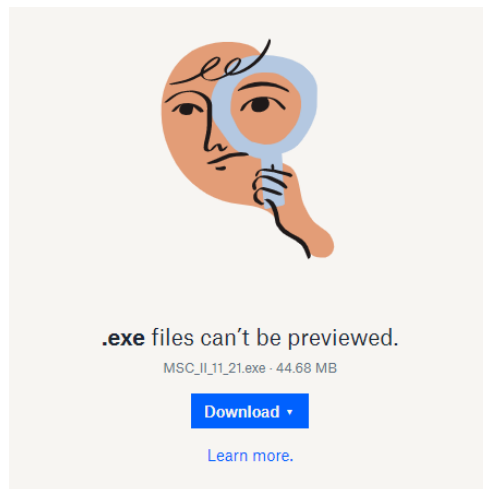 .exe files can't be previewed.
MSC_II_11_21.exe · 44.68 MB
Download
Learn more.